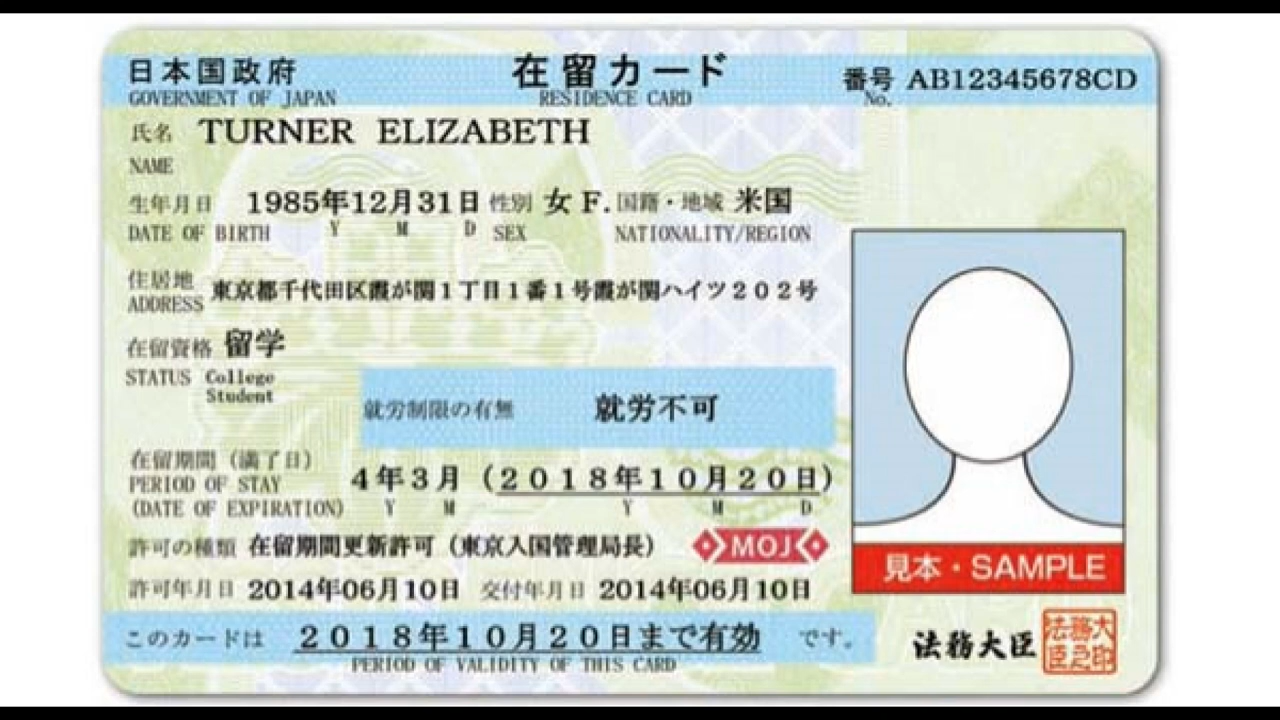 日本国政府 在留カード 番号 AB12345678CD
GOVERNMENT OF JAPAN RESIDENCE CARD No.
氏名 TURNER ELIZABETH
NAME
生年月日 1985年12月31日 性別 女 F. 国籍・地域 米国
DATE OF BIRTH Y M D SEX NATIONALITY/REGION
住居地 東京都千代田区霞が関1丁目1番1号霞が関ハイツ202号
ADDRESS
在留資格 留学
STATUS College
Student
就労制限の有無 就労不可
在留期間(満了日) 4年3月(2018年10月20日)
PERIOD OF STAY
(DATE OF EXPIRATION) Y M Y M D
許可の種類 在留期間更新許可(東京入国管理局長) MOJ
見本・SAMPLE
許可年月日 2014年06月10日 交付年月日 2014年06月10日
このカードは 2018年10月20日まで有効 です。
PERIOD OF VALIDITY OF THIS CARD
法務大臣 法務大臣之印